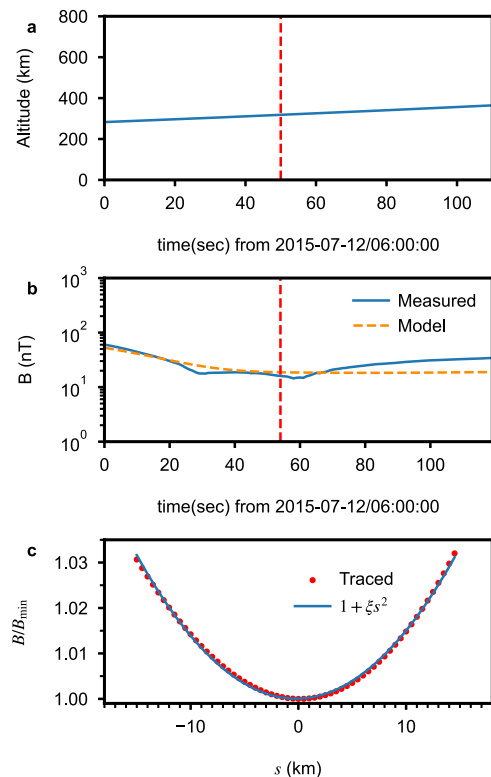 a
Altitude (km)
800
600
400
200
0
0 20 40 60 80 100
time(sec) from 2015-07-12/06:00:00
b
B (nT)
10³
10²
10¹
10⁰
Measured
Model
0 20 40 60 80 100
time(sec) from 2015-07-12/06:00:00
c
B/Bmin
1.03
1.02
1.01
1.00
Traced
1 + ξs²
−10 0 10
s (km)